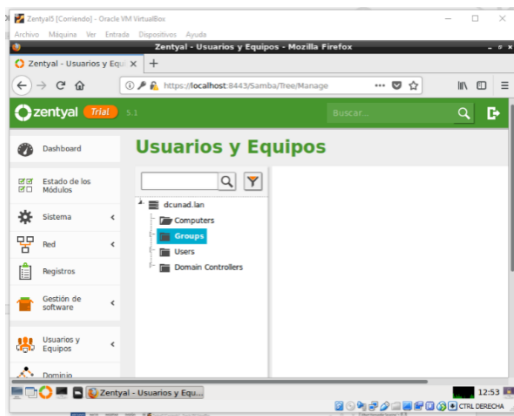 Zentyal5 [Corriendo] - Oracle VM VirtualBox
Archivo Máquina Ver Entrada Dispositivos Ayuda
Zentyal - Usuarios y Equipos - Mozilla Firefox
Zentyal - Usuarios y Equi
https://localhost:8443/Samba/Tree/Manage
zentyal Trial 5.1 Buscar...
Usuarios y Equipos
Dashboard
Estado de los
Módulos
Sistema
Red
Registros
Gestión de
software
Usuarios y
Equipos
Dominio
dcunad.lan
Computers
Groups
Users
Domain Controllers
Zentyal - Usuarios y Equ...
12:53
CTRL DERECHA